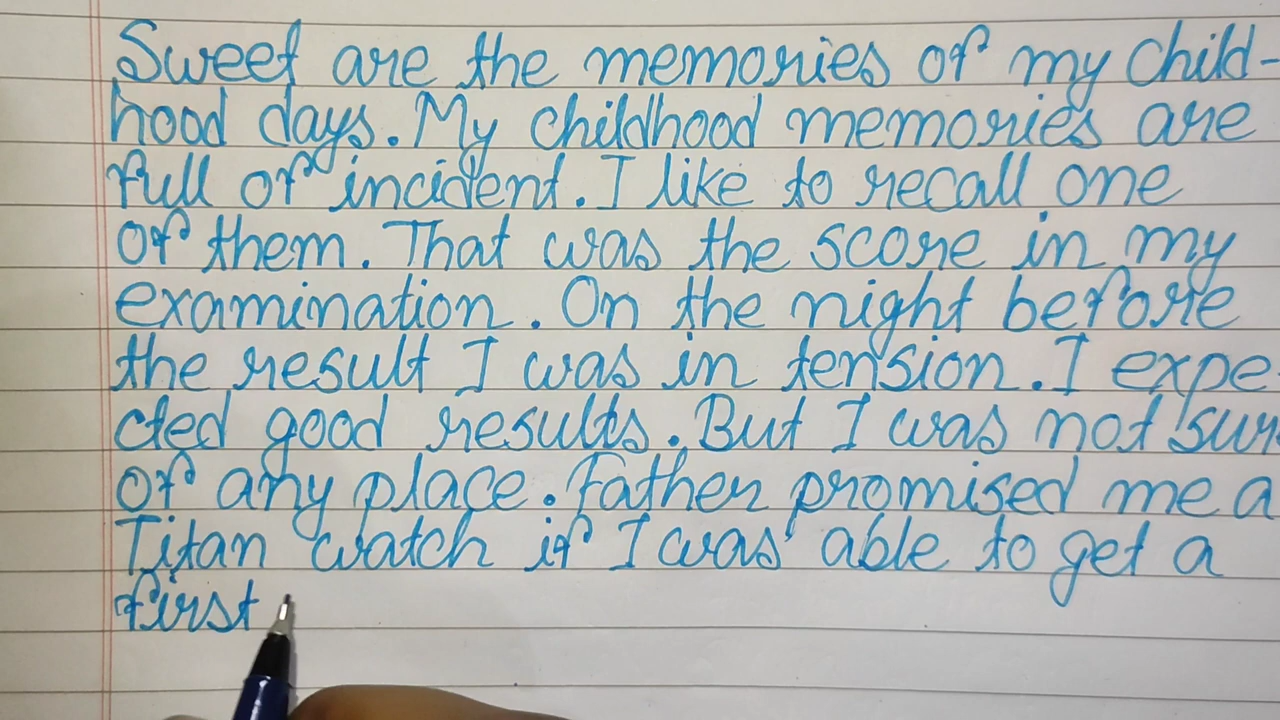 Sweet are the memories of my child-
hood days. My childhood memories are
full of incident. I like to recall one
of them. That was the score in my
examination. On the night before
the result I was in tension. I expe
cted good results. But I was not sur
of any place. Father promised me a
Titan watch if I was able to get a
first